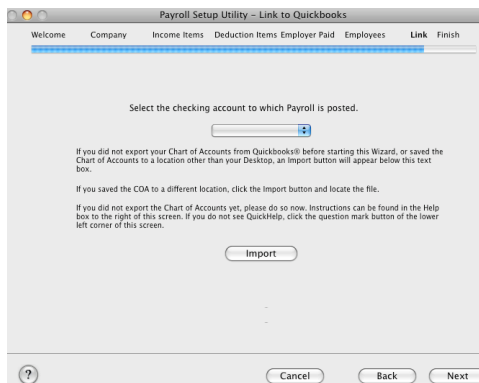 Payroll Setup Utility – Link to Quickbooks
Welcome Company Income Items Deduction Items Employer Paid Employees Link Finish
Select the checking account to which Payroll is posted.
If you did not export your Chart of Accounts from Quickbooks® before starting this Wizard, or saved the
Chart of Accounts to a location other than your Desktop, an Import button will appear below this text
box.
If you saved the COA to a different location, click the Import button and locate the file.
If you did not export the Chart of Accounts yet, please do so now. Instructions can be found in the Help
box to the right of this screen. If you do not see QuickHelp, click the question mark button of the lower
left corner of this screen.
Import
? Cancel Back Next